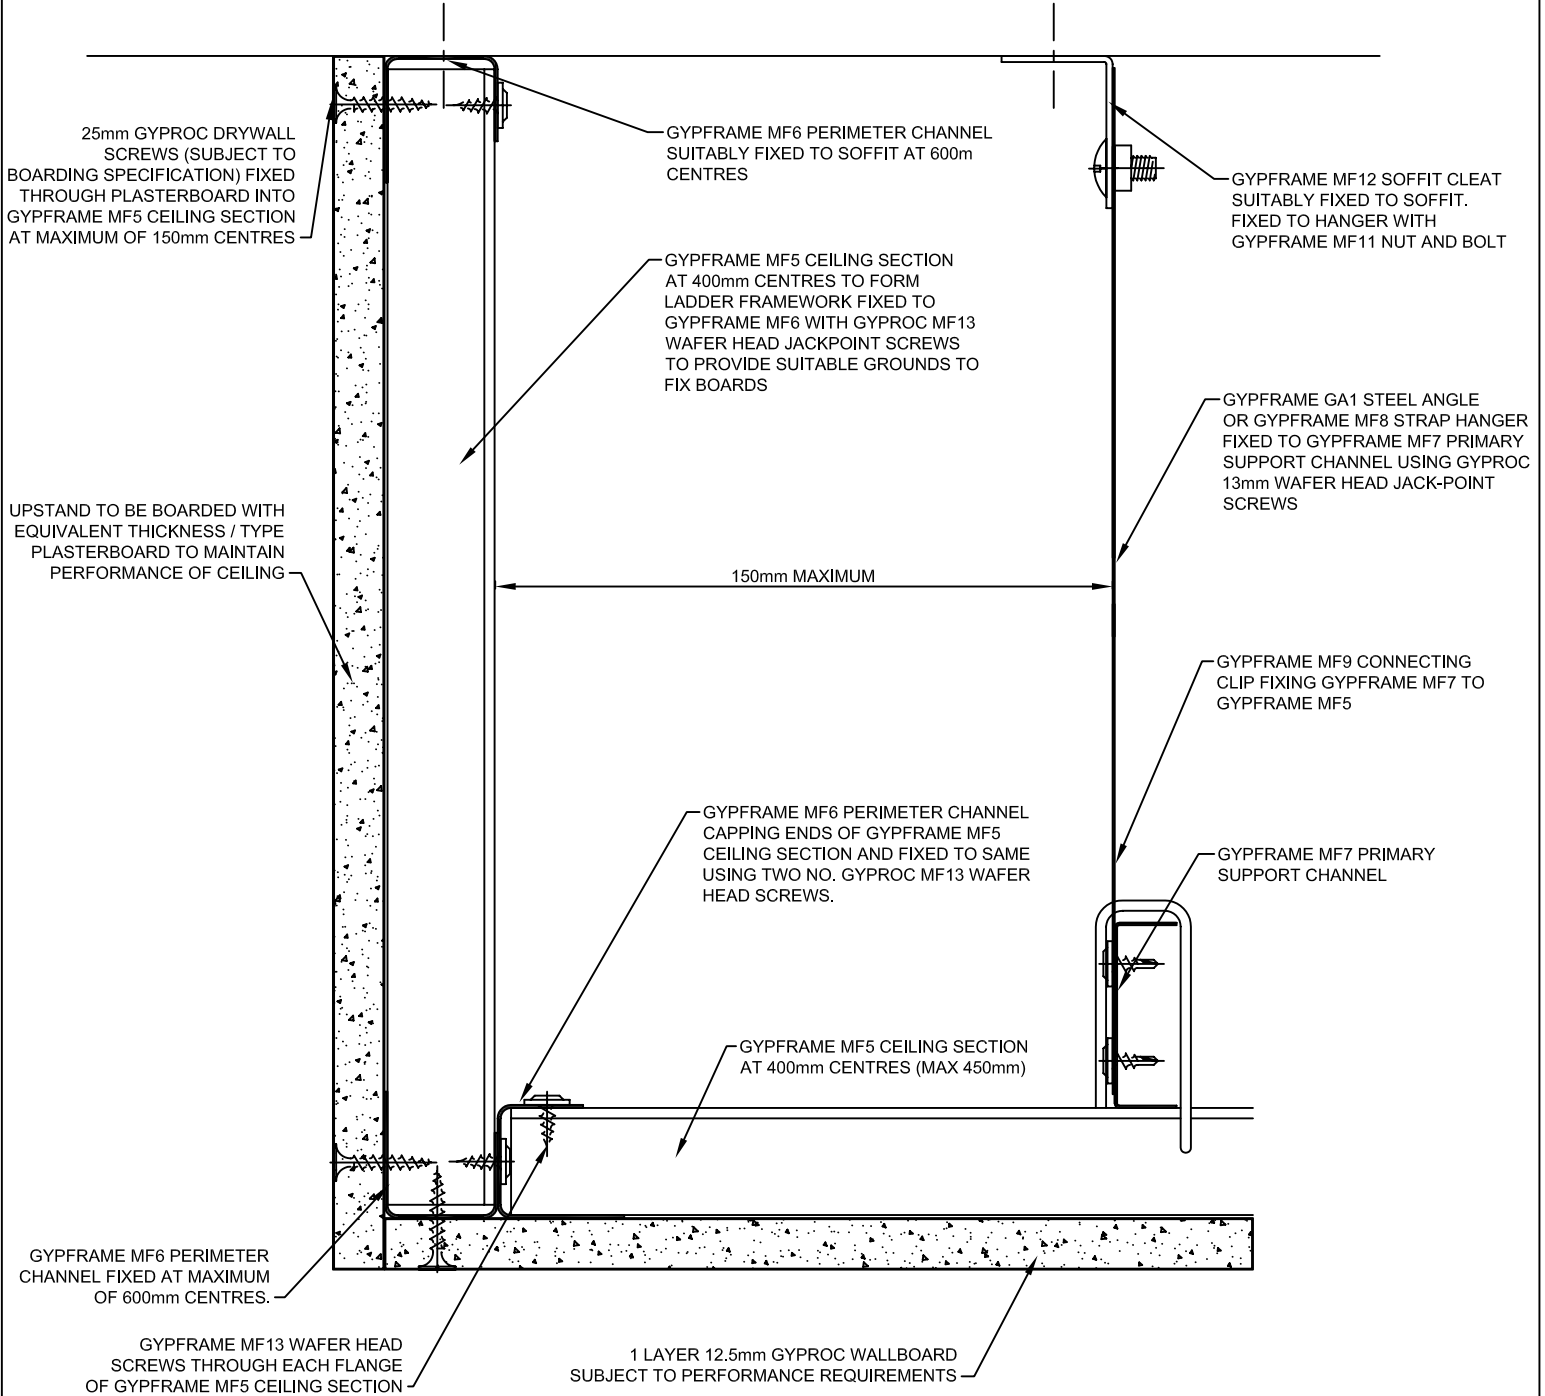 25mm GYPROC DRYWALL
SCREWS (SUBJECT TO
BOARDING SPECIFICATION) FIXED
THROUGH PLASTERBOARD INTO
GYPFRAME MF5 CEILING SECTION
AT MAXIMUM OF 150mm CENTRES
GYPFRAME MF6 PERIMETER CHANNEL
SUITABLY FIXED TO SOFFIT AT 600m
CENTRES
GYPFRAME MF12 SOFFIT CLEAT
SUITABLY FIXED TO SOFFIT.
FIXED TO HANGER WITH
GYPFRAME MF11 NUT AND BOLT
GYPFRAME MF5 CEILING SECTION
AT 400mm CENTRES TO FORM
LADDER FRAMEWORK FIXED TO
GYPFRAME MF6 WITH GYPROC MF13
WAFER HEAD JACKPOINT SCREWS
TO PROVIDE SUITABLE GROUNDS TO
FIX BOARDS
GYPFRAME GA1 STEEL ANGLE
OR GYPFRAME MF8 STRAP HANGER
FIXED TO GYPFRAME MF7 PRIMARY
SUPPORT CHANNEL USING GYPROC
13mm WAFER HEAD JACK-POINT
SCREWS
UPSTAND TO BE BOARDED WITH
EQUIVALENT THICKNESS / TYPE
PLASTERBOARD TO MAINTAIN
PERFORMANCE OF CEILING
150mm MAXIMUM
GYPFRAME MF9 CONNECTING
CLIP FIXING GYPFRAME MF7 TO
GYPFRAME MF5
GYPFRAME MF6 PERIMETER CHANNEL
CAPPING ENDS OF GYPFRAME MF5
CEILING SECTION AND FIXED TO SAME
USING TWO NO. GYPROC MF13 WAFER
HEAD SCREWS.
GYPFRAME MF7 PRIMARY
SUPPORT CHANNEL
GYPFRAME MF5 CEILING SECTION
AT 400mm CENTRES (MAX 450mm)
GYPFRAME MF6 PERIMETER
CHANNEL FIXED AT MAXIMUM
OF 600mm CENTRES.
GYPFRAME MF13 WAFER HEAD
SCREWS THROUGH EACH FLANGE
OF GYPFRAME MF5 CEILING SECTION
1 LAYER 12.5mm GYPROC WALLBOARD
SUBJECT TO PERFORMANCE REQUIREMENTS